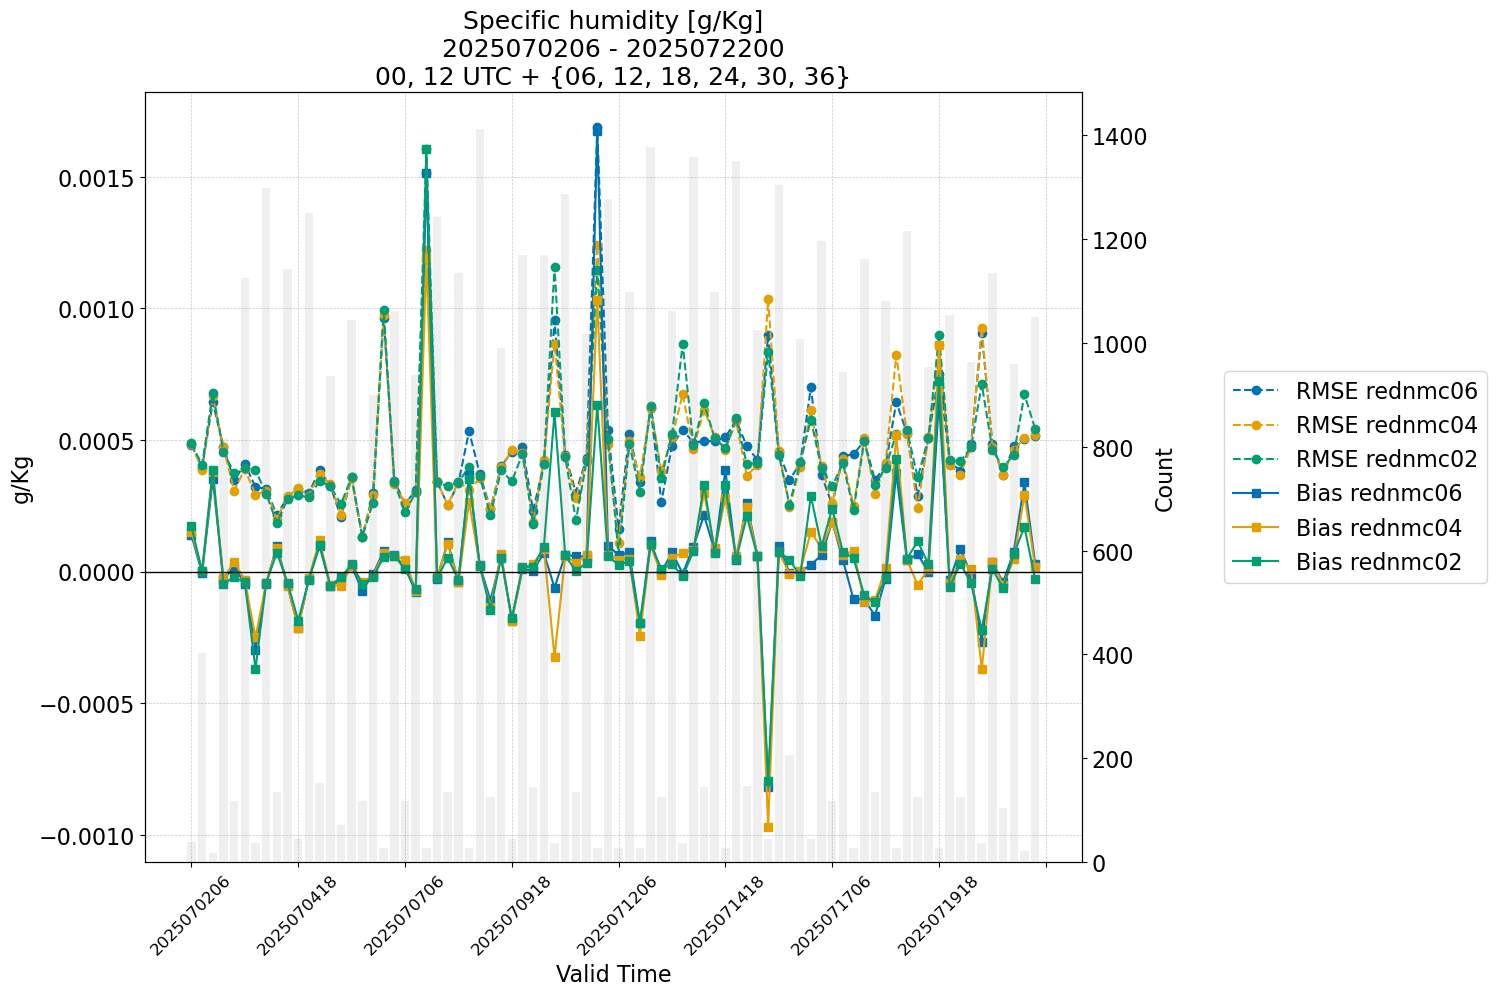 Specific humidity [g/Kg]
2025070206 - 2025072200
00, 12 UTC + {06, 12, 18, 24, 30, 36}
g/Kg
0.0015
0.0010
0.0005
0.0000
−0.0005
−0.0010
1400
1200
1000
800
600
400
200
0
Count
2025070206
2025070418
2025070706
2025070918
2025071206
2025071418
2025071706
2025071918
Valid Time
RMSE rednmc06
RMSE rednmc04
RMSE rednmc02
Bias rednmc06
Bias rednmc04
Bias rednmc02